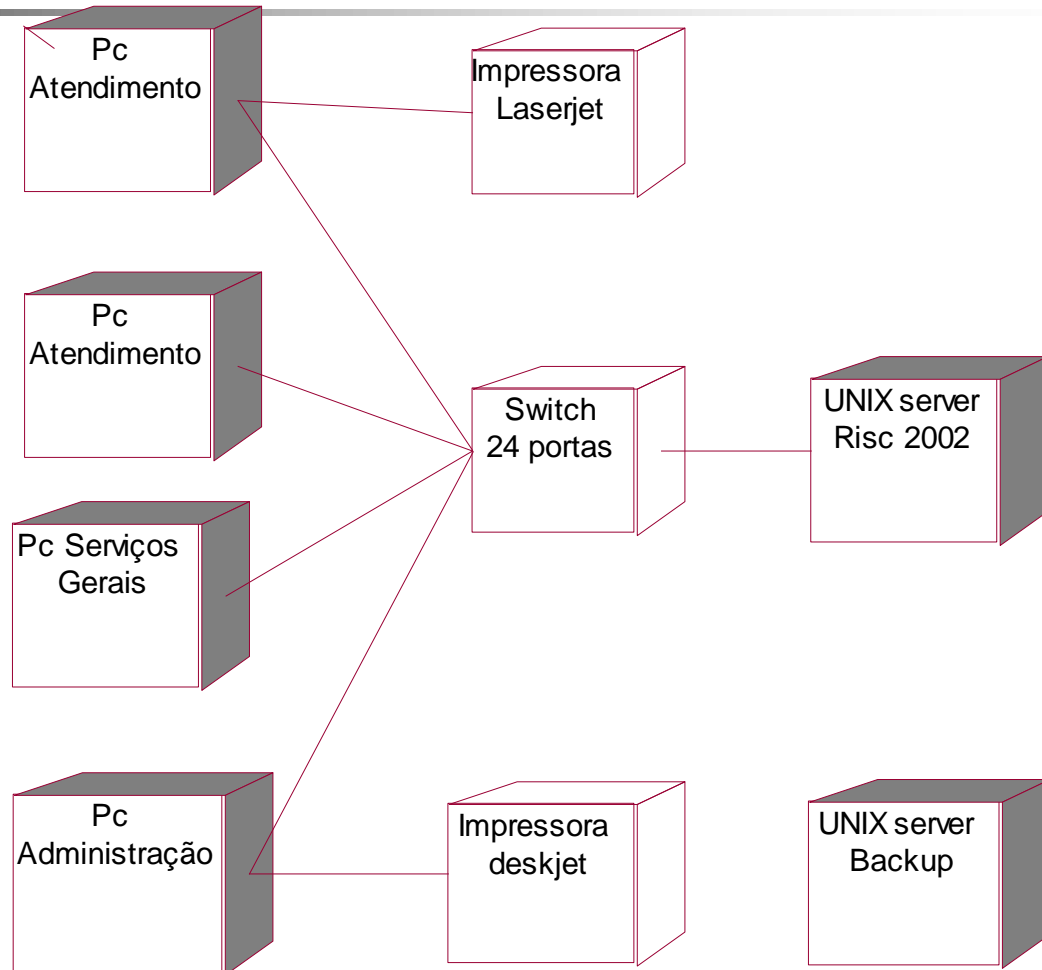 Pc
Atendimento
Impressora
Laserjet
Pc
Atendimento
Switch
24 portas
UNIX server
Risc 2002
Pc Serviços
Gerais
Pc
Administração
Impressora
deskjet
UNIX server
Backup